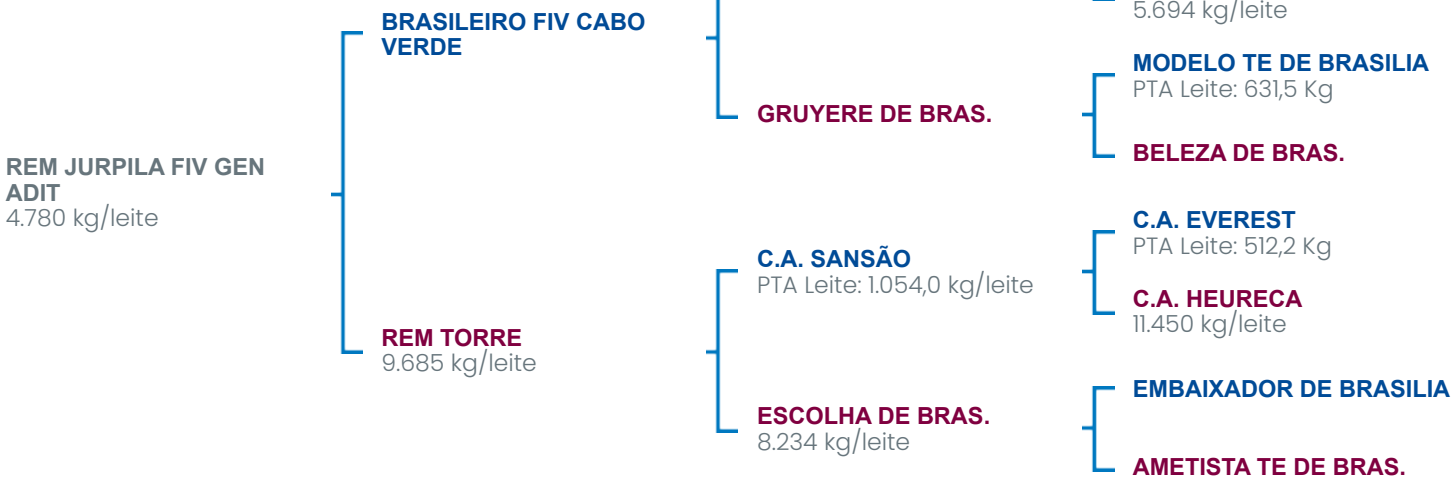 REM JURPILA FIV GEN
ADIT
4.780 kg/leite
BRASILEIRO FIV CABO
VERDE
REM TORRE
9.685 kg/leite
GRUYERE DE BRAS.
C.A. SANSÃO
PTA Leite: 1.054,0 kg/leite
ESCOLHA DE BRAS.
8.234 kg/leite
5.694 kg/leite
MODELO TE DE BRASILIA
PTA Leite: 631,5 Kg
BELEZA DE BRAS.
C.A. EVEREST
PTA Leite: 512,2 Kg
C.A. HEURECA
11.450 kg/leite
EMBAIXADOR DE BRASILIA
AMETISTA TE DE BRAS.